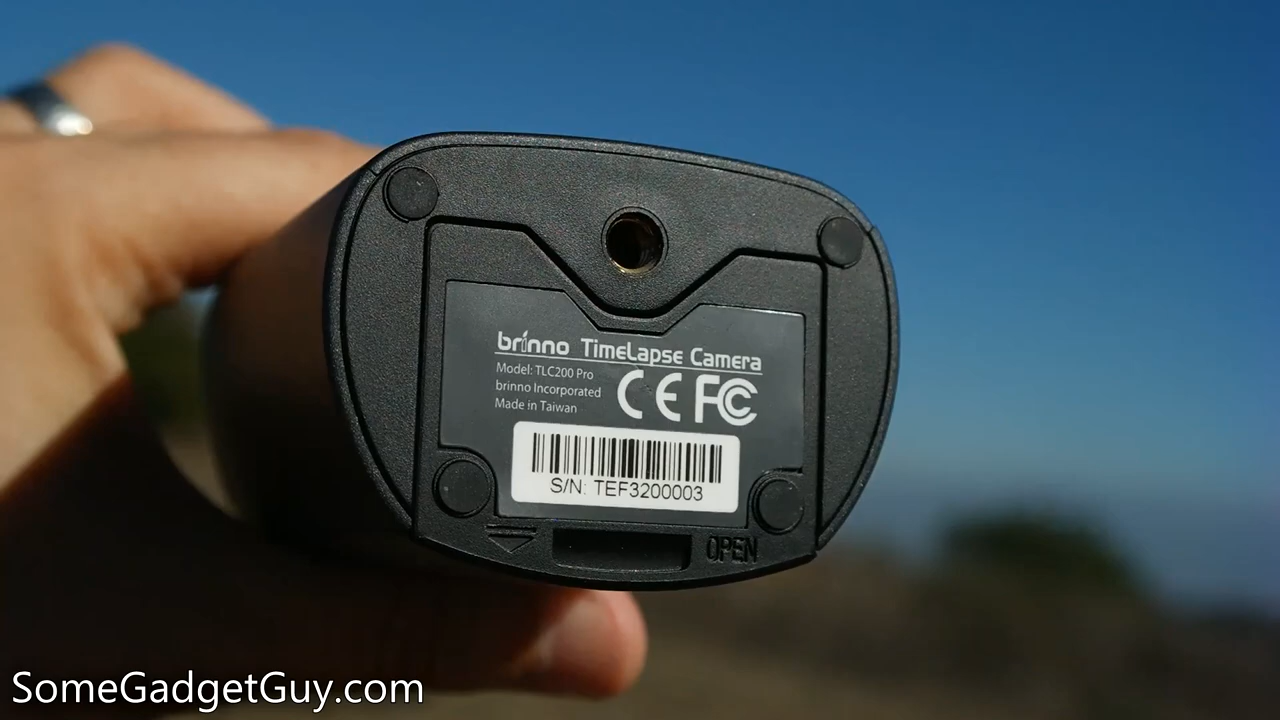 brinno TimeLapse Camera
Model: TLC200 Pro
brinno Incorporated
Made in Taiwan
CE FC
S/N: TEF3200003
OPEN
SomeGadgetGuy.com